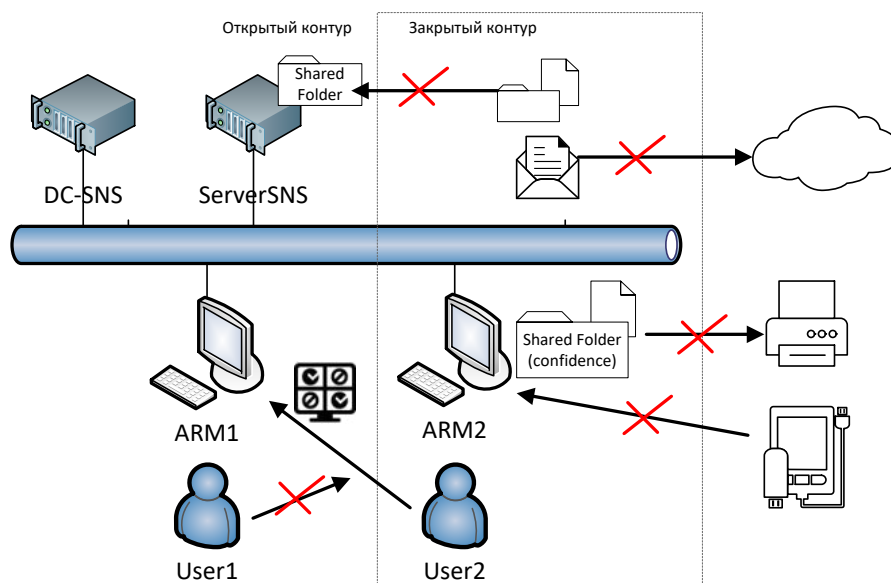 Открытый контур
Закрытый контур
Shared
Folder
DC-SNS
ServerSNS
Shared Folder
(confidence)
ARM1
ARM2
User1
User2